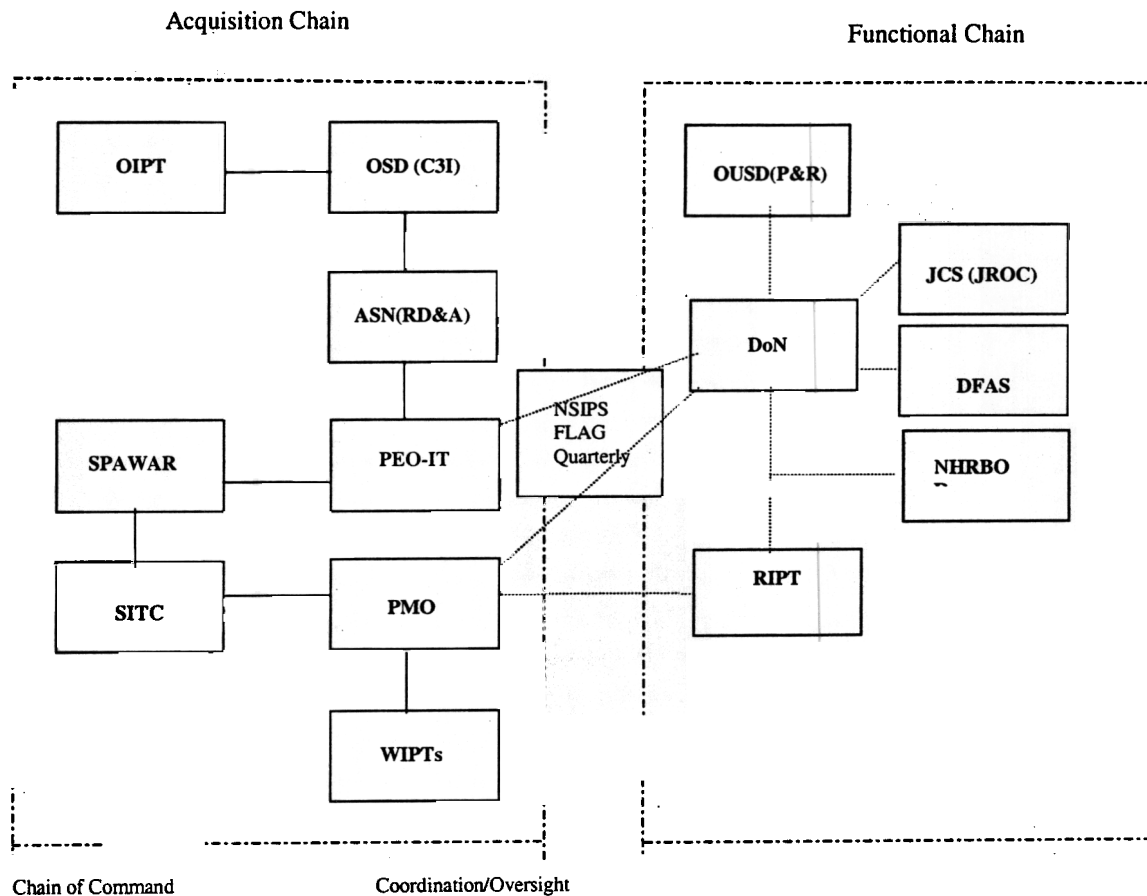 Acquisition Chain
Functional Chain
OIPT
OSD (C3I)
OUSD(P&R)
JCS (JROC)
ASN(RD&A)
DoN
DFAS
NSIPS
FLAG
Quarterly
SPAWAR
PEO-IT
NHRBO
SITC
PMO
RIPT
WIPTs
Chain of Command
Coordination/Oversight